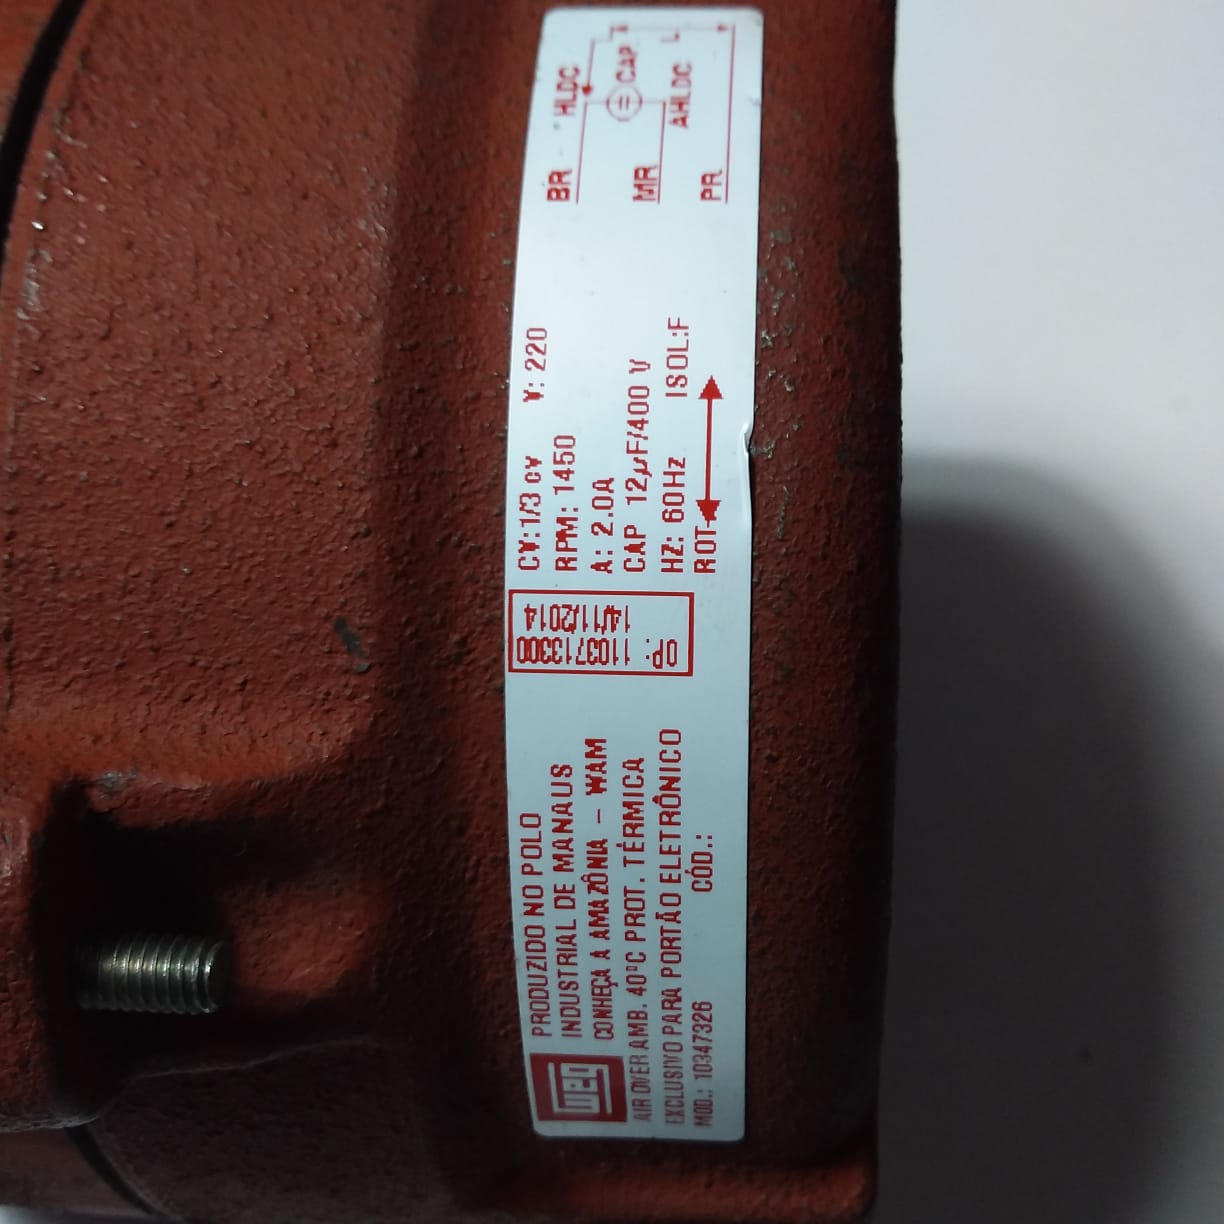 weg
PRODUZIDO NO POLO
INDUSTRIAL DE MANAUS
CONHEÇA A AMAZÔNIA - WAM
AIR OVER AMB. 40ºC PROT. TÉRMICA
EXCLUSIVO PARA PORTÃO ELETRÔNICO
MOD.: 10347326 CÓD.:
OP:
1103713300
14/11/2014
CV:1/3 cv V: 220
RPM: 1450
A: 2.0A
CAP 12µF/400 V
HZ: 60Hz ISOL:F
ROT
BR HLDC
CAP
MR AHLDC
PR
L